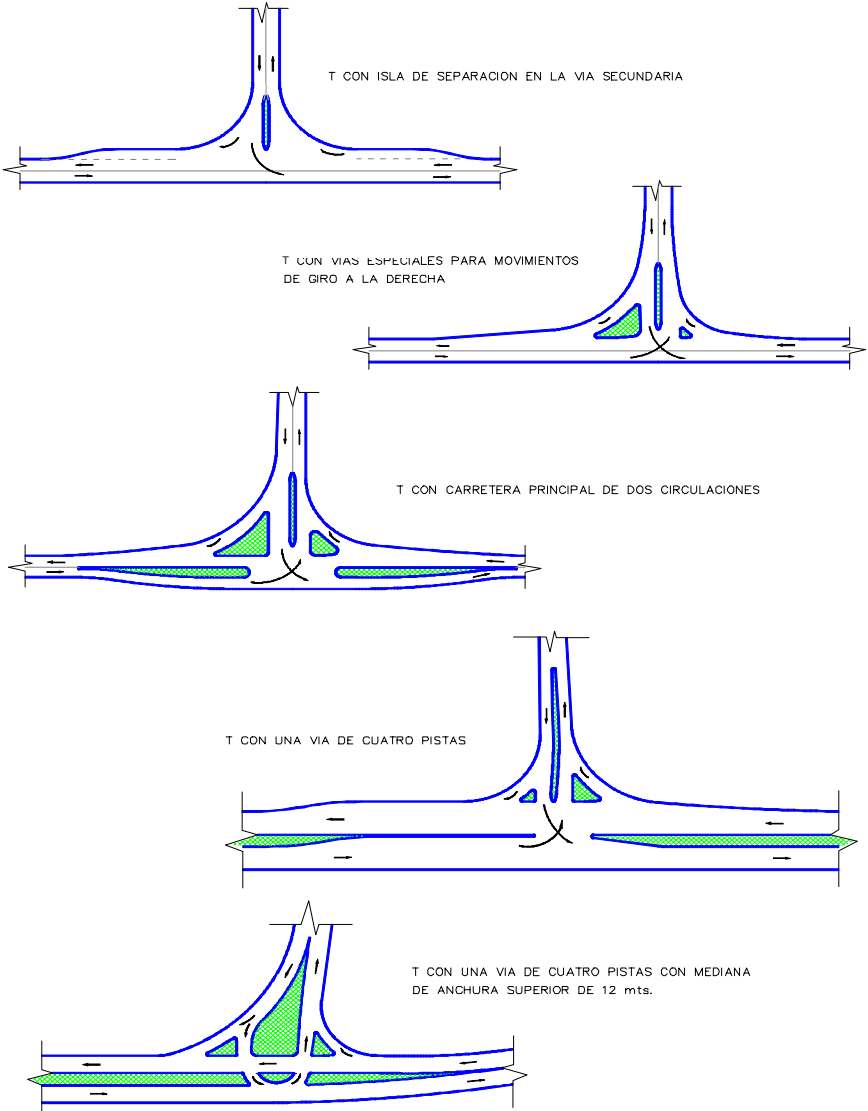 T CON ISLA DE SEPARACION EN LA VIA SECUNDARIA
T CON VIAS ESPECIALES PARA MOVIMIENTOS
DE GIRO A LA DERECHA
T CON CARRETERA PRINCIPAL DE DOS CIRCULACIONES
T CON UNA VIA DE CUATRO PISTAS
T CON UNA VIA DE CUATRO PISTAS CON MEDIANA
DE ANCHURA SUPERIOR DE 12 mts.